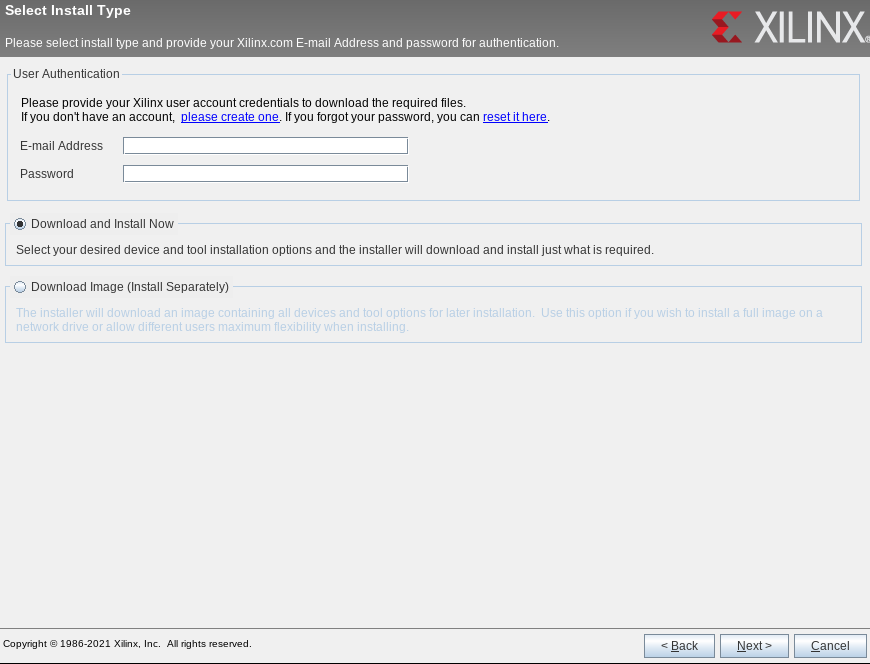 Select Install Type
Please select install type and provide your Xilinx.com E-mail Address and password for authentication.
XILINX®
User Authentication
Please provide your Xilinx user account credentials to download the required files.
If you don't have an account,  please create one. If you forgot your password, you can reset it here.
E-mail Address
Password
Download and Install Now
Select your desired device and tool installation options and the installer will download and install just what is required.
Download Image (Install Separately)
The installer will download an image containing all devices and tool options for later installation.  Use this option if you wish to install a full image on a
network drive or allow different users maximum flexibility when installing.
Copyright © 1986-2021 Xilinx, Inc.  All rights reserved.
< Back
Next >
Cancel